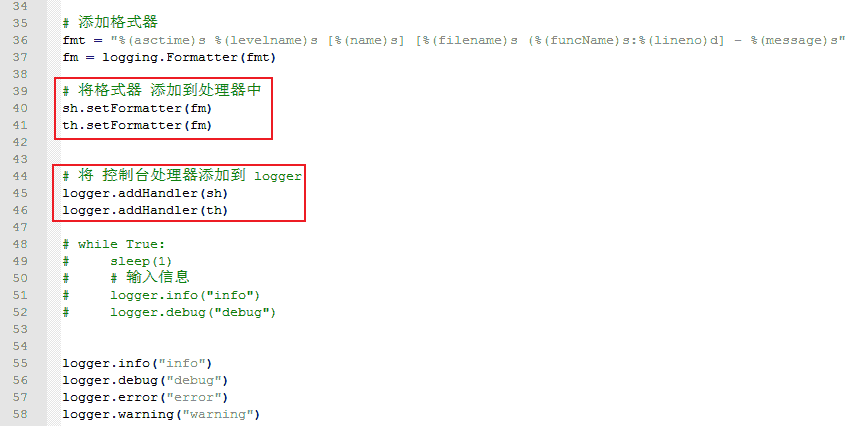 34
35 # 添加格式器
36 fmt = "%(asctime)s %(levelname)s [%(name)s] [%(filename)s (%(funcName)s:%(lineno)d] - %(message)s"
37 fm = logging.Formatter(fmt)
38
39 # 将格式器 添加到处理器中
40 sh.setFormatter(fm)
41 th.setFormatter(fm)
42
43
44 # 将 控制台处理器添加到 logger
45 logger.addHandler(sh)
46 logger.addHandler(th)
47
48 # while True:
49 #     sleep(1)
50 #     # 输入信息
51 #     logger.info("info")
52 #     logger.debug("debug")
53
54
55 logger.info("info")
56 logger.debug("debug")
57 logger.error("error")
58 logger.warning("warning")